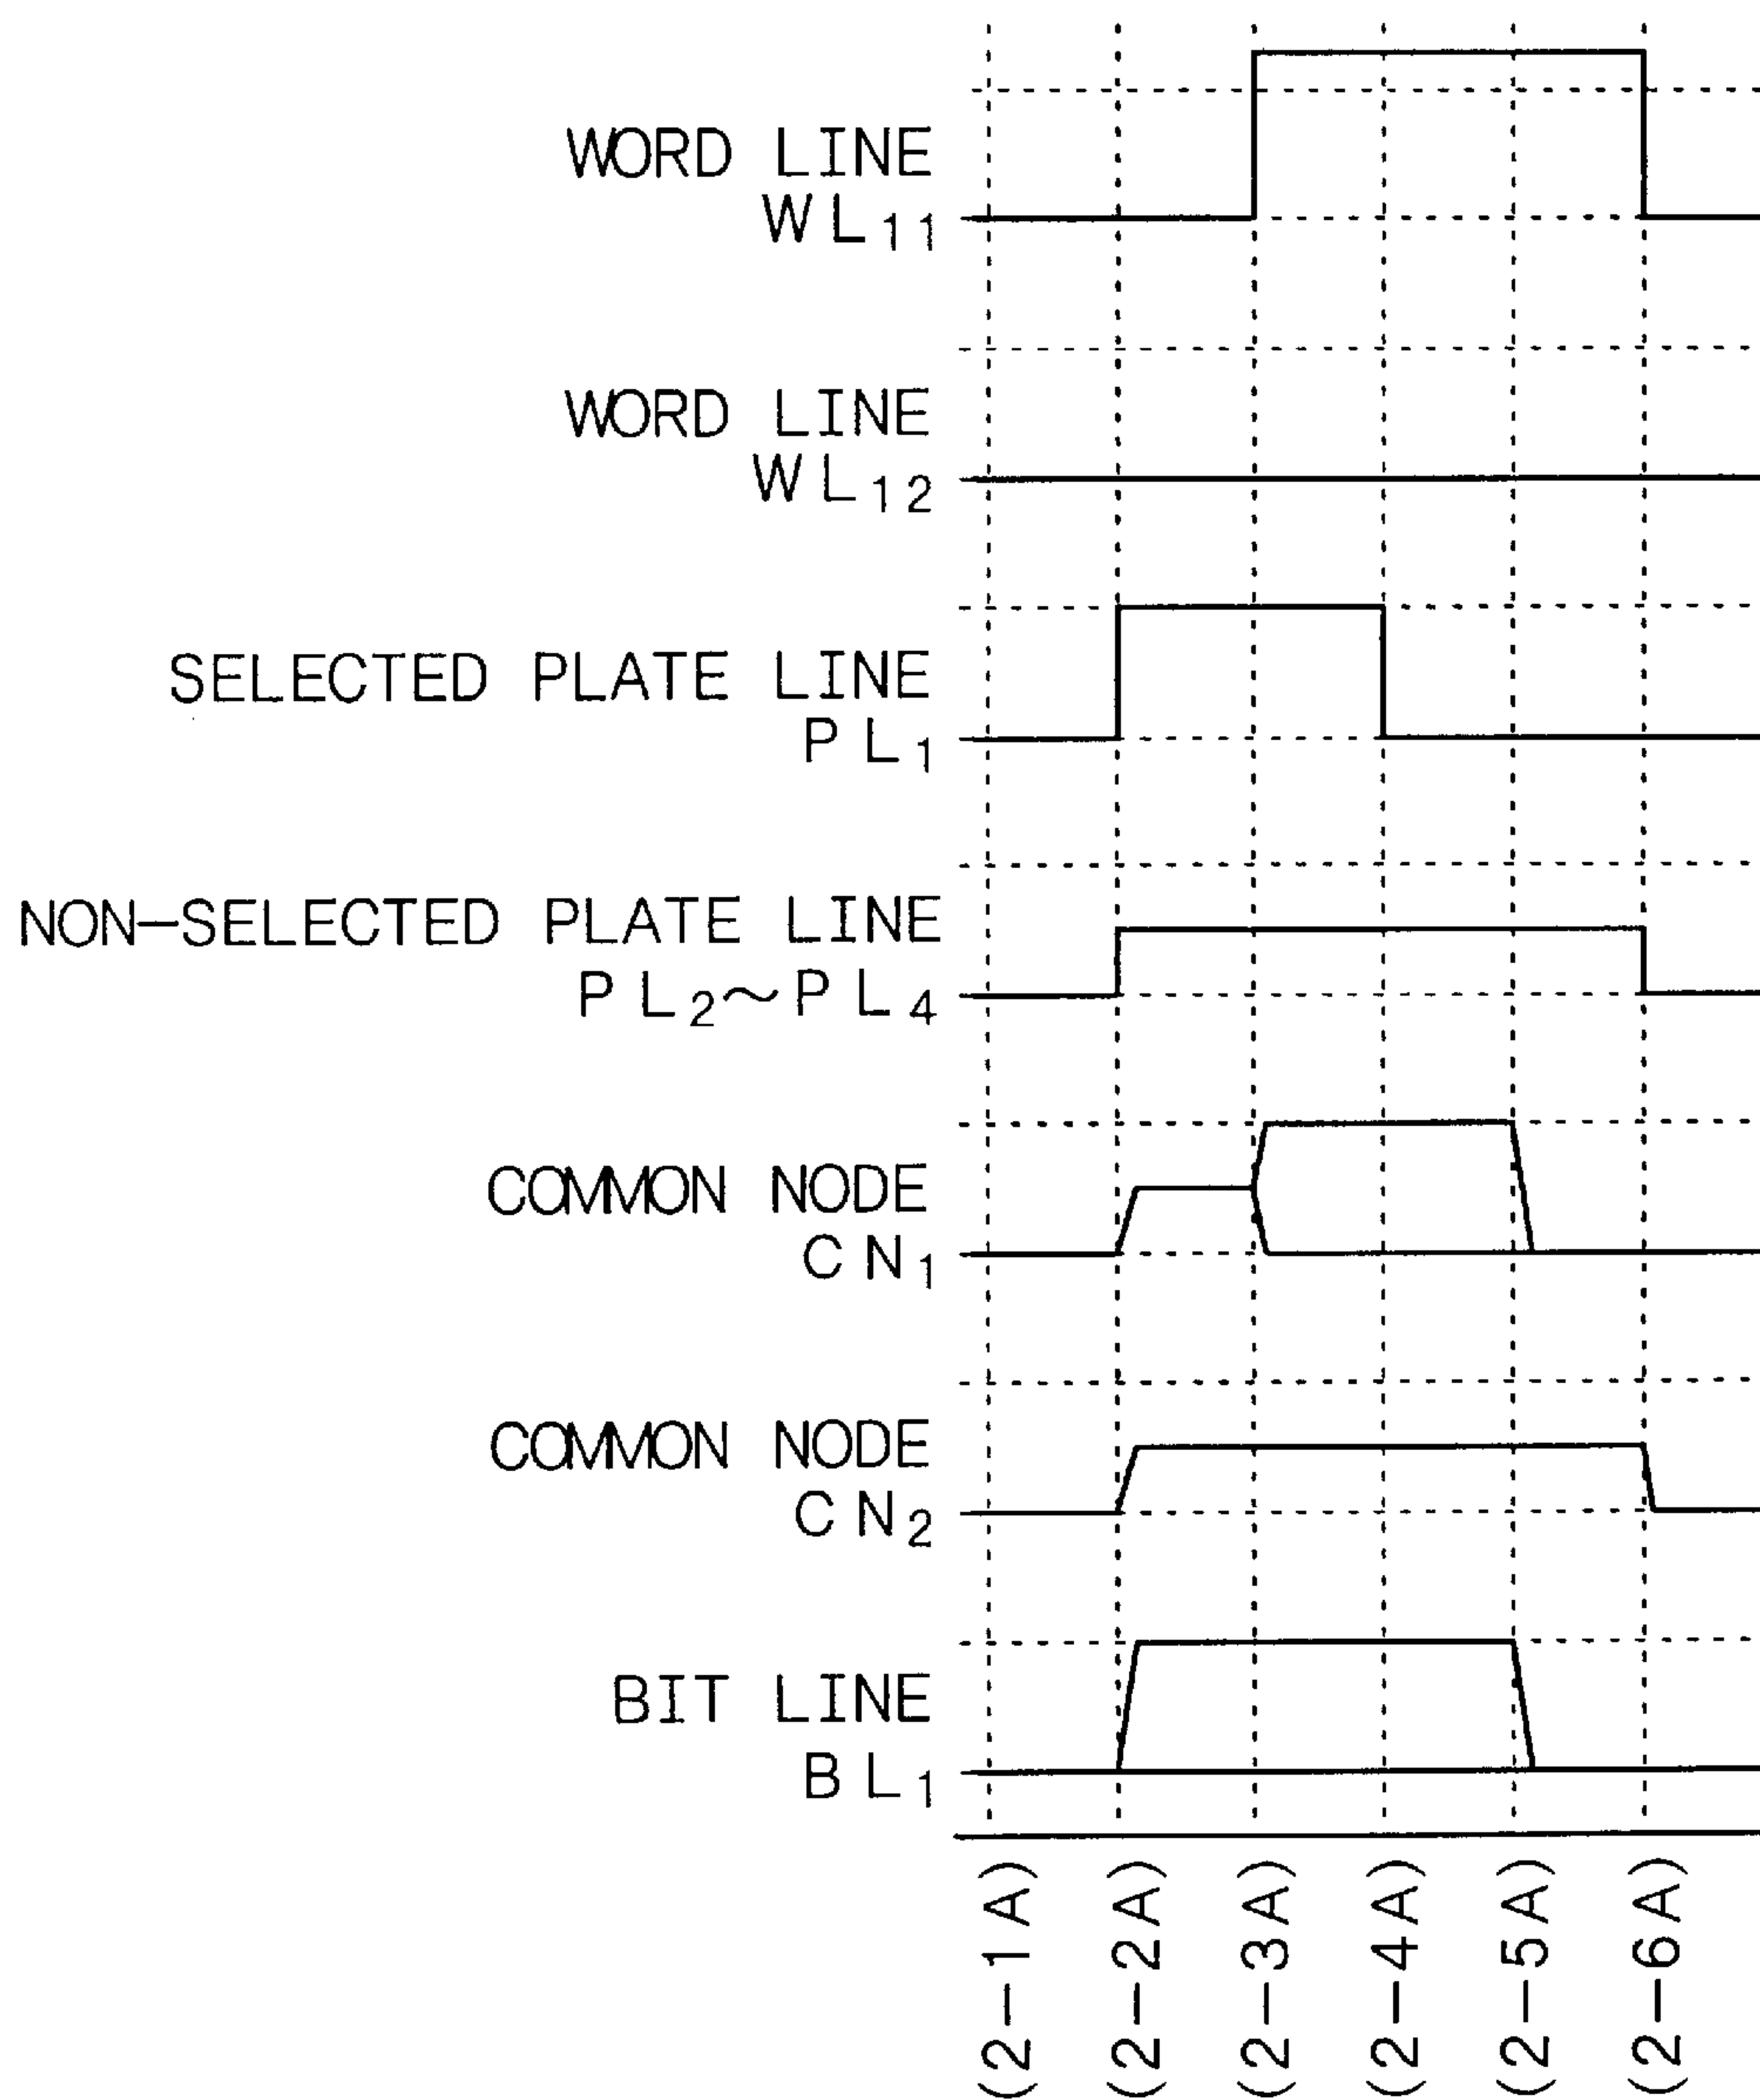 WORD LINE
WL₁₁
WORD LINE
WL₁₂
SELECTED PLATE LINE
PL₁
NON-SELECTED PLATE LINE
PL₂~PL₄
COMMON NODE
CN₁
COMMON NODE
CN₂
BIT LINE
BL₁
(2-1A)
(2-2A)
(2-3A)
(2-4A)
(2-5A)
(2-6A)